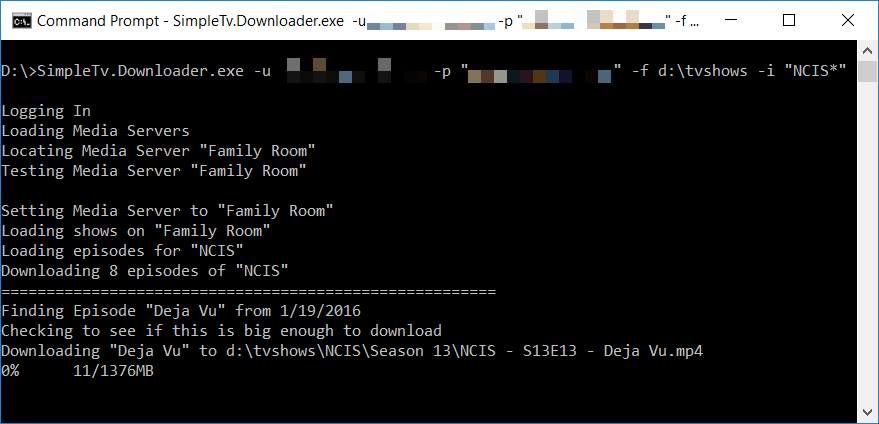 Command Prompt - SimpleTv.Downloader.exe -u -p " " -f ...
D:\>SimpleTv.Downloader.exe -u -p " " -f d:\tvshows -i "NCIS*"
Logging In
Loading Media Servers
Locating Media Server "Family Room"
Testing Media Server "Family Room"
Setting Media Server to "Family Room"
Loading shows on "Family Room"
Loading episodes for "NCIS"
Downloading 8 episodes of "NCIS"
=======================================================
Finding Episode "Deja Vu" from 1/19/2016
Checking to see if this is big enough to download
Downloading "Deja Vu" to d:\tvshows\NCIS\Season 13\NCIS - S13E13 - Deja Vu.mp4
0% 11/1376MB